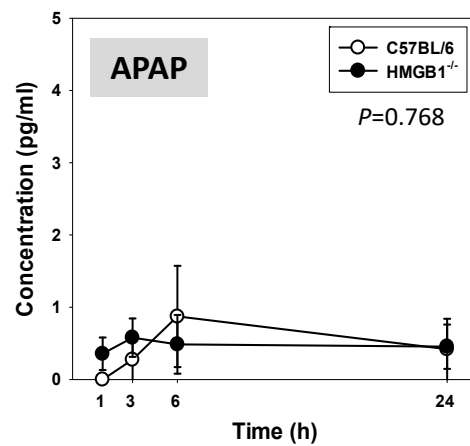 APAP
C57BL/6
HMGB1-/-
P=0.768
Concentration (pg/ml)
5
4
3
2
1
0
1 3 6 24
Time (h)